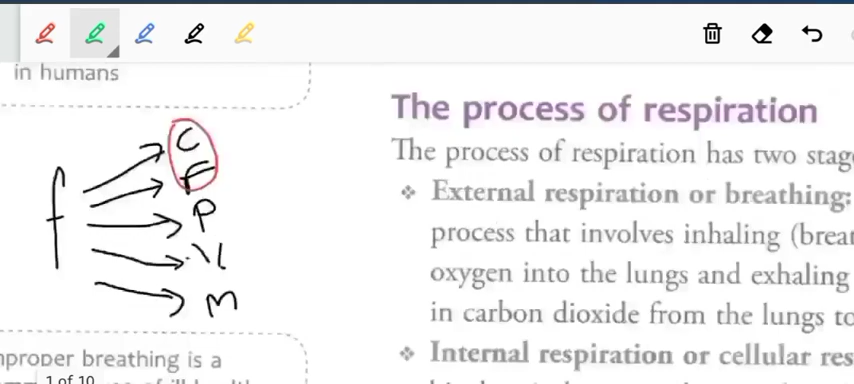 in humans
f
C
F
P
V
M
The process of respiration
The process of respiration has two stag
External respiration or breathing:
process that involves inhaling (brea
oxygen into the lungs and exhaling
in carbon dioxide from the lungs to
Internal respiration or cellular res
mproper breathing is a
1 of 10